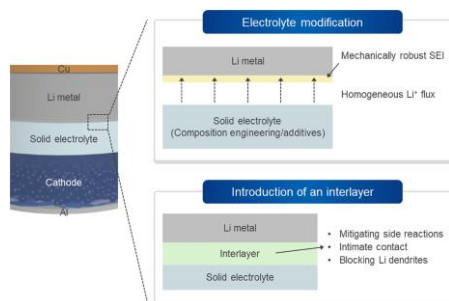 Cu
Li metal
Solid electrolyte
Cathode
Al
Electrolyte modification
Li metal
Mechanically robust SEI
Homogeneous Li⁺ flux
Solid electrolyte
(Composition engineering/additives)
Introduction of an interlayer
Li metal
Interlayer
Solid electrolyte
• Mitigating side reactions
• Intimate contact
• Blocking Li dendrites